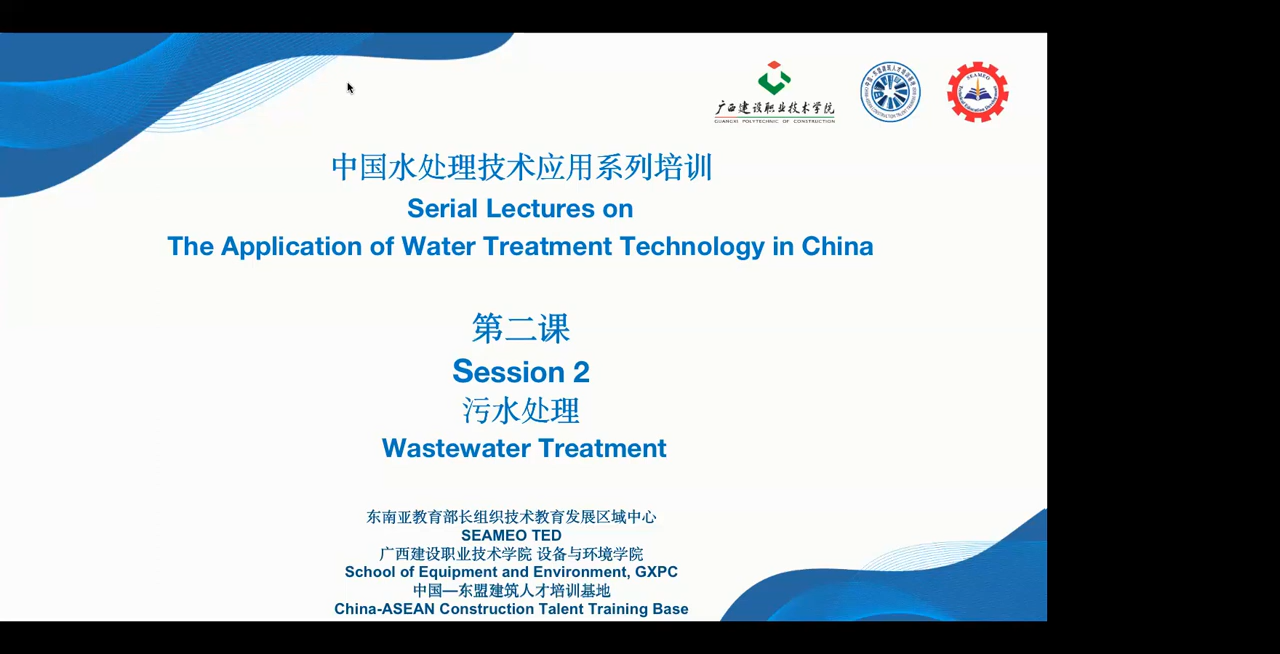 广西建设职业技术学院
GUANGXI POLYTECHNIC OF CONSTRUCTION
SEAMEO
中国水处理技术应用系列培训
Serial Lectures on
The Application of Water Treatment Technology in China
第二课
Session 2
污水处理
Wastewater Treatment
东南亚教育部长组织技术教育发展区域中心
SEAMEO TED
广西建设职业技术学院 设备与环境学院
School of Equipment and Environment, GXPC
中国—东盟建筑人才培训基地
China-ASEAN Construction Talent Training Base